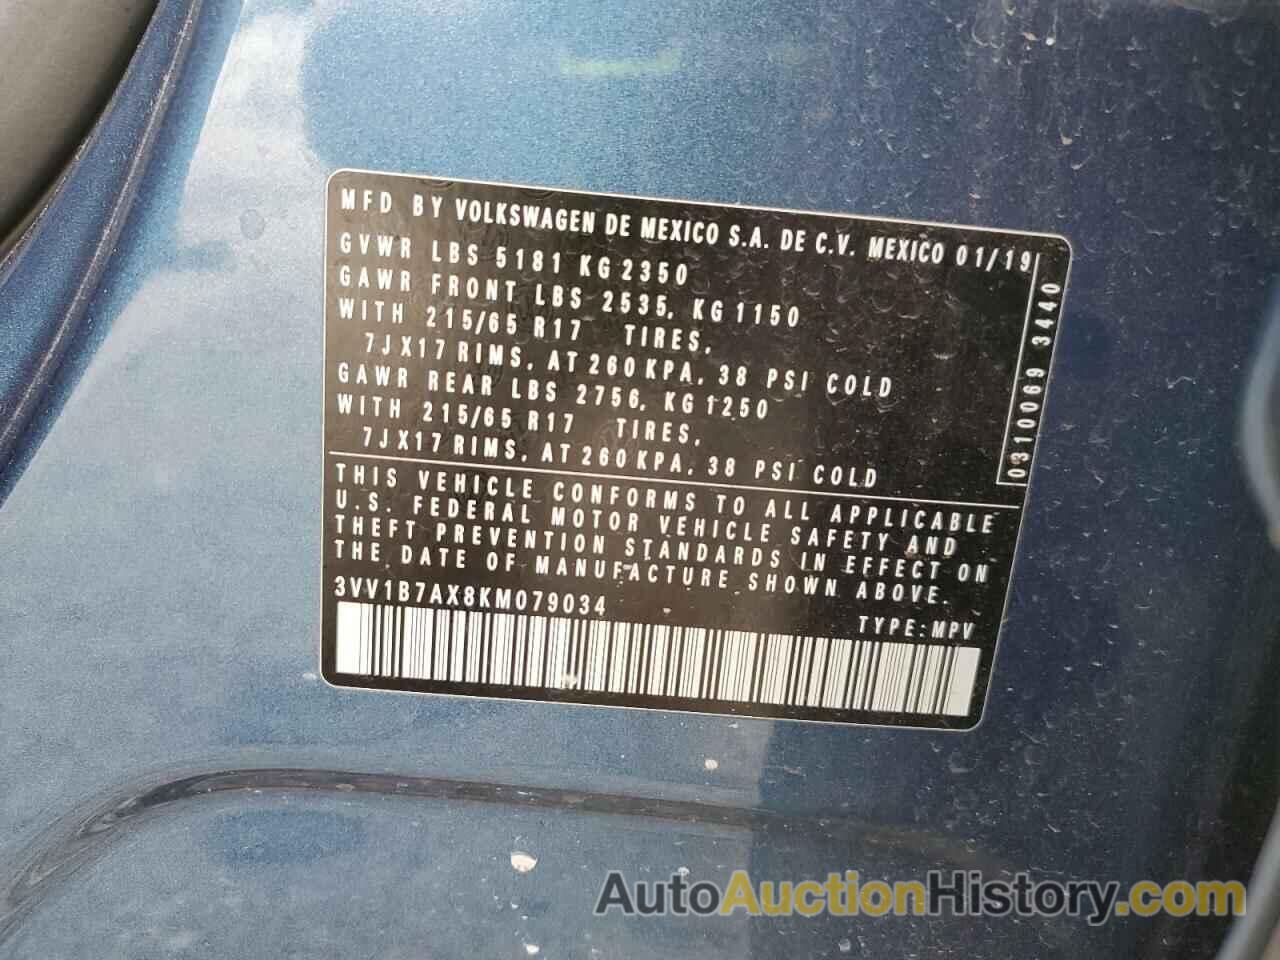 MFD BY VOLKSWAGEN DE MEXICO S.A. DE C.V. MEXICO 01/19
GVWR LBS 5181 KG 2350
GAWR FRONT LBS 2535, KG 1150
WITH 215/65 R17 TIRES,
7JX17 RIMS, AT 260 KPA, 38 PSI COLD
GAWR REAR LBS 2756, KG 1250
WITH 215/65 R17 TIRES,
7JX17 RIMS, AT 260 KPA, 38 PSI COLD
0310069 3440
THIS VEHICLE CONFORMS TO ALL APPLICABLE
U.S. FEDERAL MOTOR VEHICLE SAFETY AND
THEFT PREVENTION STANDARDS IN EFFECT ON
THE DATE OF MANUFACTURE SHOWN ABOVE.
3VV1B7AX8KM079034
TYPE: MPV
AutoAuctionHistory.com